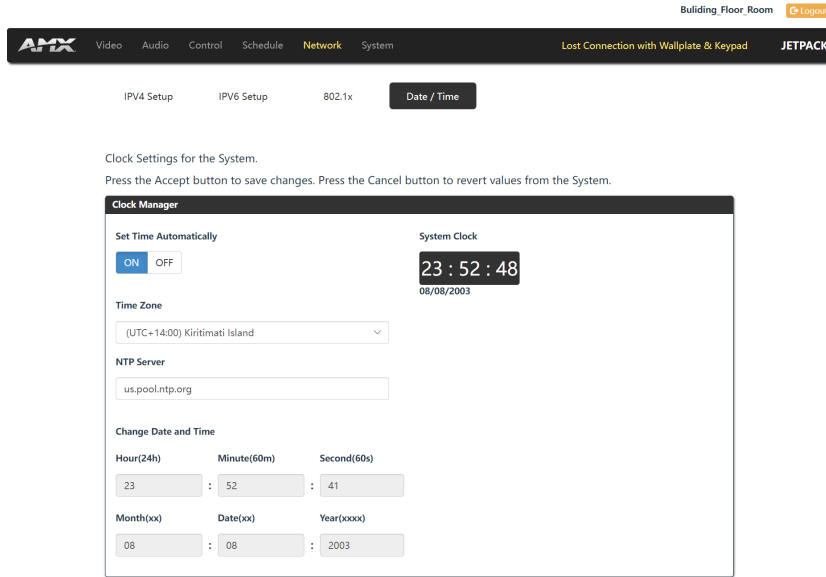 Buliding_Floor_Room Logout
AMX Video Audio Control Schedule Network System Lost Connection with Wallplate & Keypad JETPACK
IPV4 Setup IPV6 Setup 802.1x Date / Time
Clock Settings for the System.
Press the Accept button to save changes. Press the Cancel button to revert values from the System.
Clock Manager
Set Time Automatically System Clock
ON OFF 23 : 52 : 48
08/08/2003
Time Zone
(UTC+14:00) Kiritimati Island
NTP Server
us.pool.ntp.org
Change Date and Time
Hour(24h) Minute(60m) Second(60s)
23 : 52 : 41
Month(xx) Date(xx) Year(xxxx)
08 : 08 : 2003